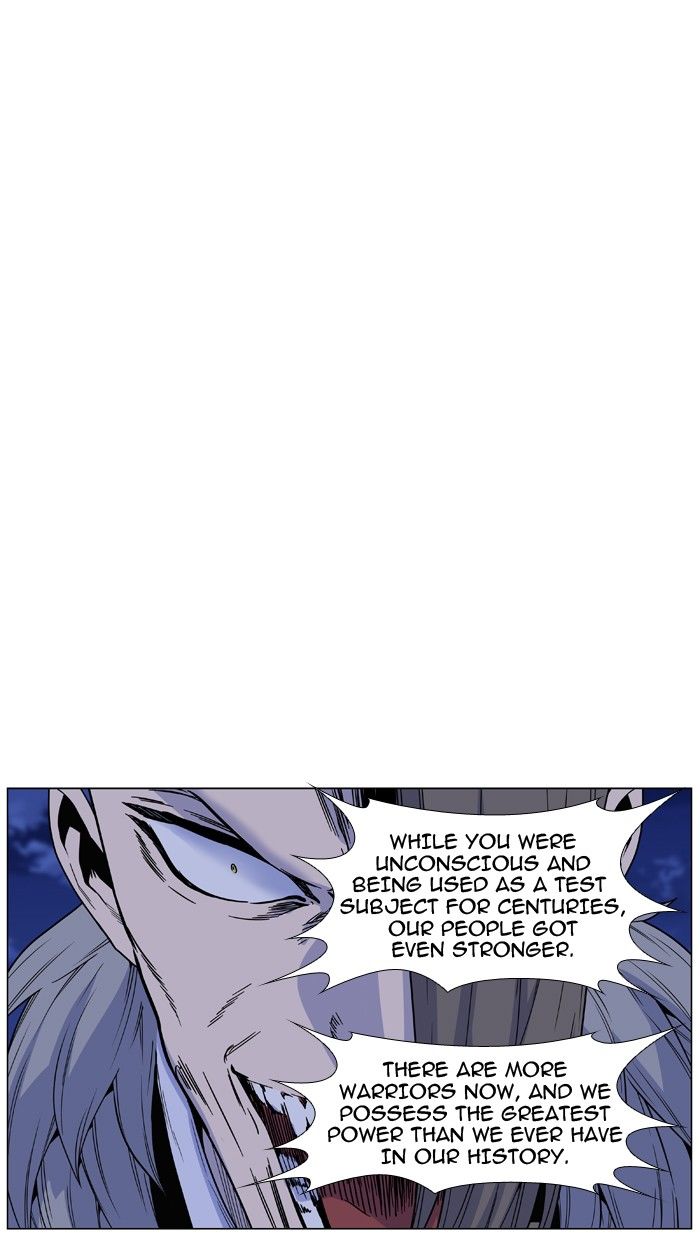 WHILE YOU WERE
UNCONSCIOUS AND
BEING USED AS A TEST
SUBJECT FOR CENTURIES,
OUR PEOPLE GOT
EVEN STRONGER.
THERE ARE MORE
WARRIORS NOW, AND WE
POSSESS THE GREATEST
POWER THAN WE EVER HAVE
IN OUR HISTORY.